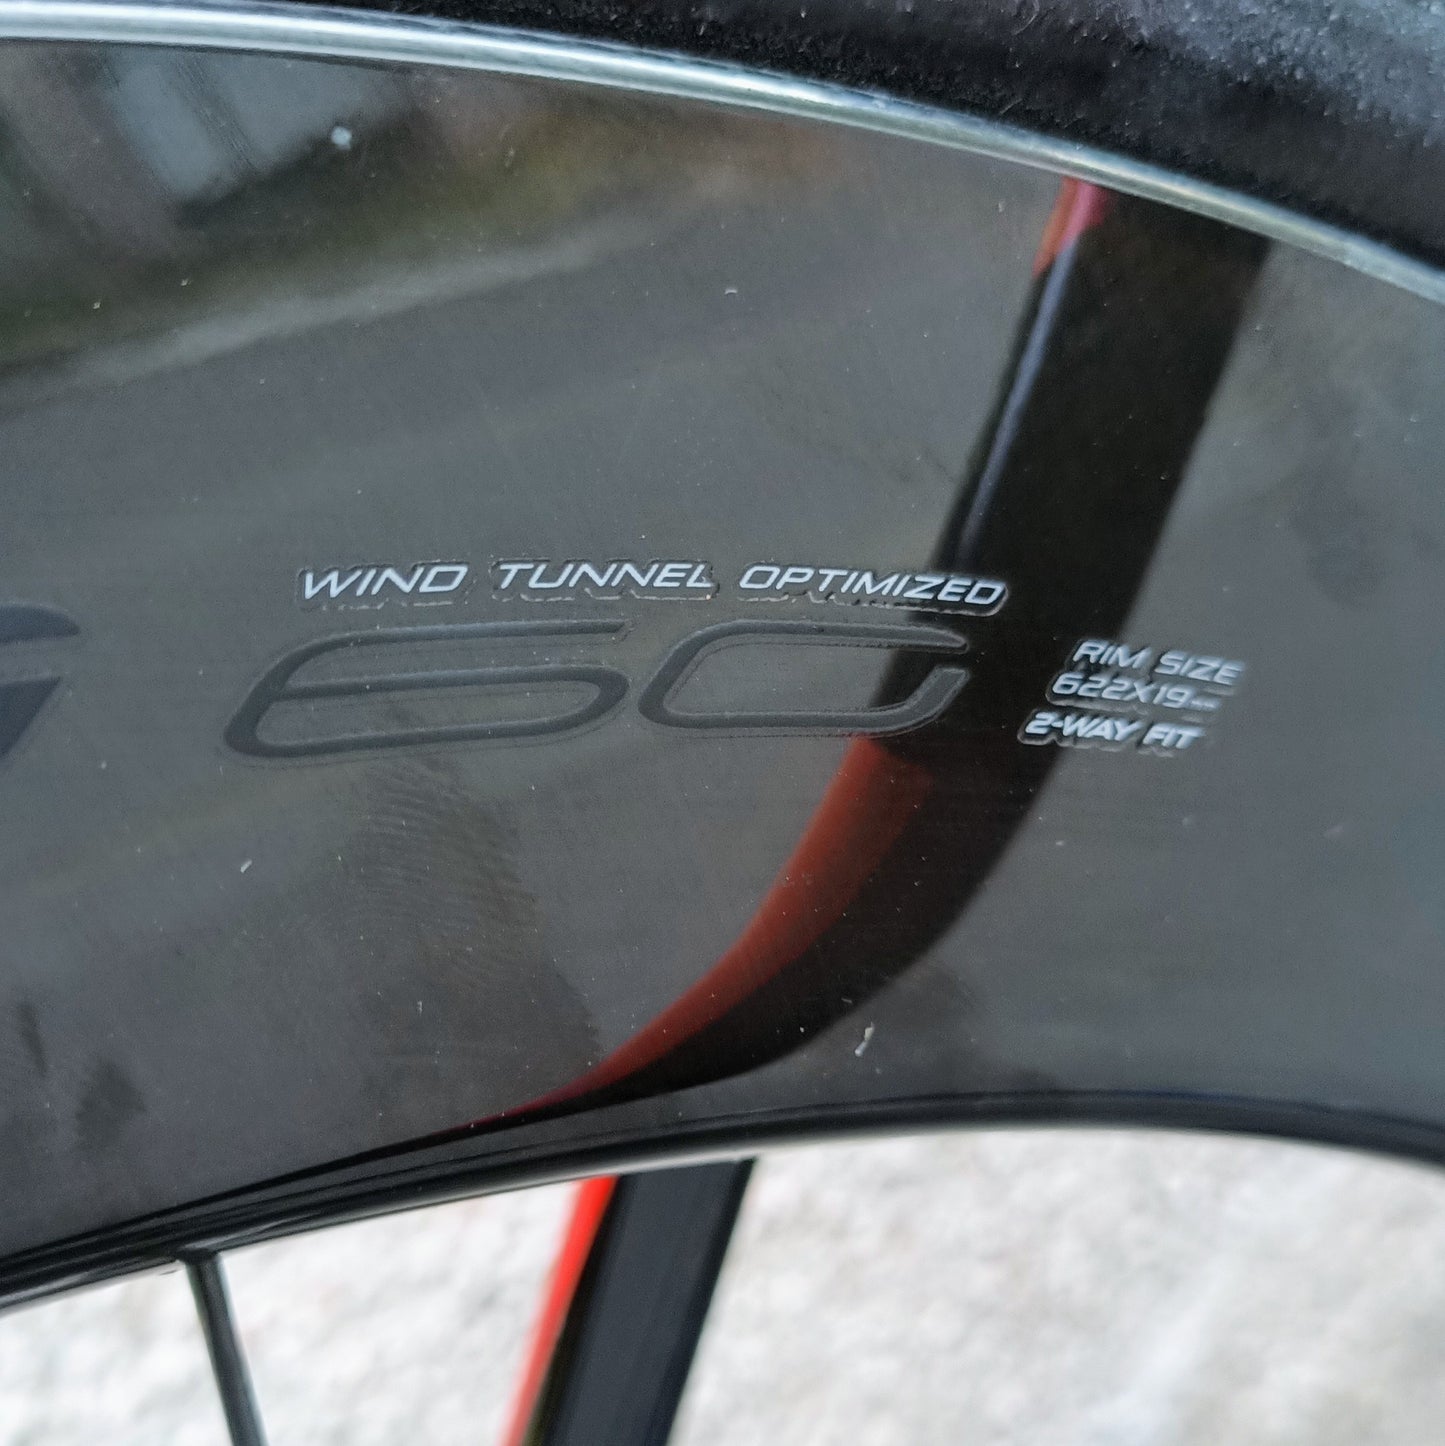 WIND TUNNEL OPTIMIZED
60
RIM SIZE
622X19
2-WAY FIT